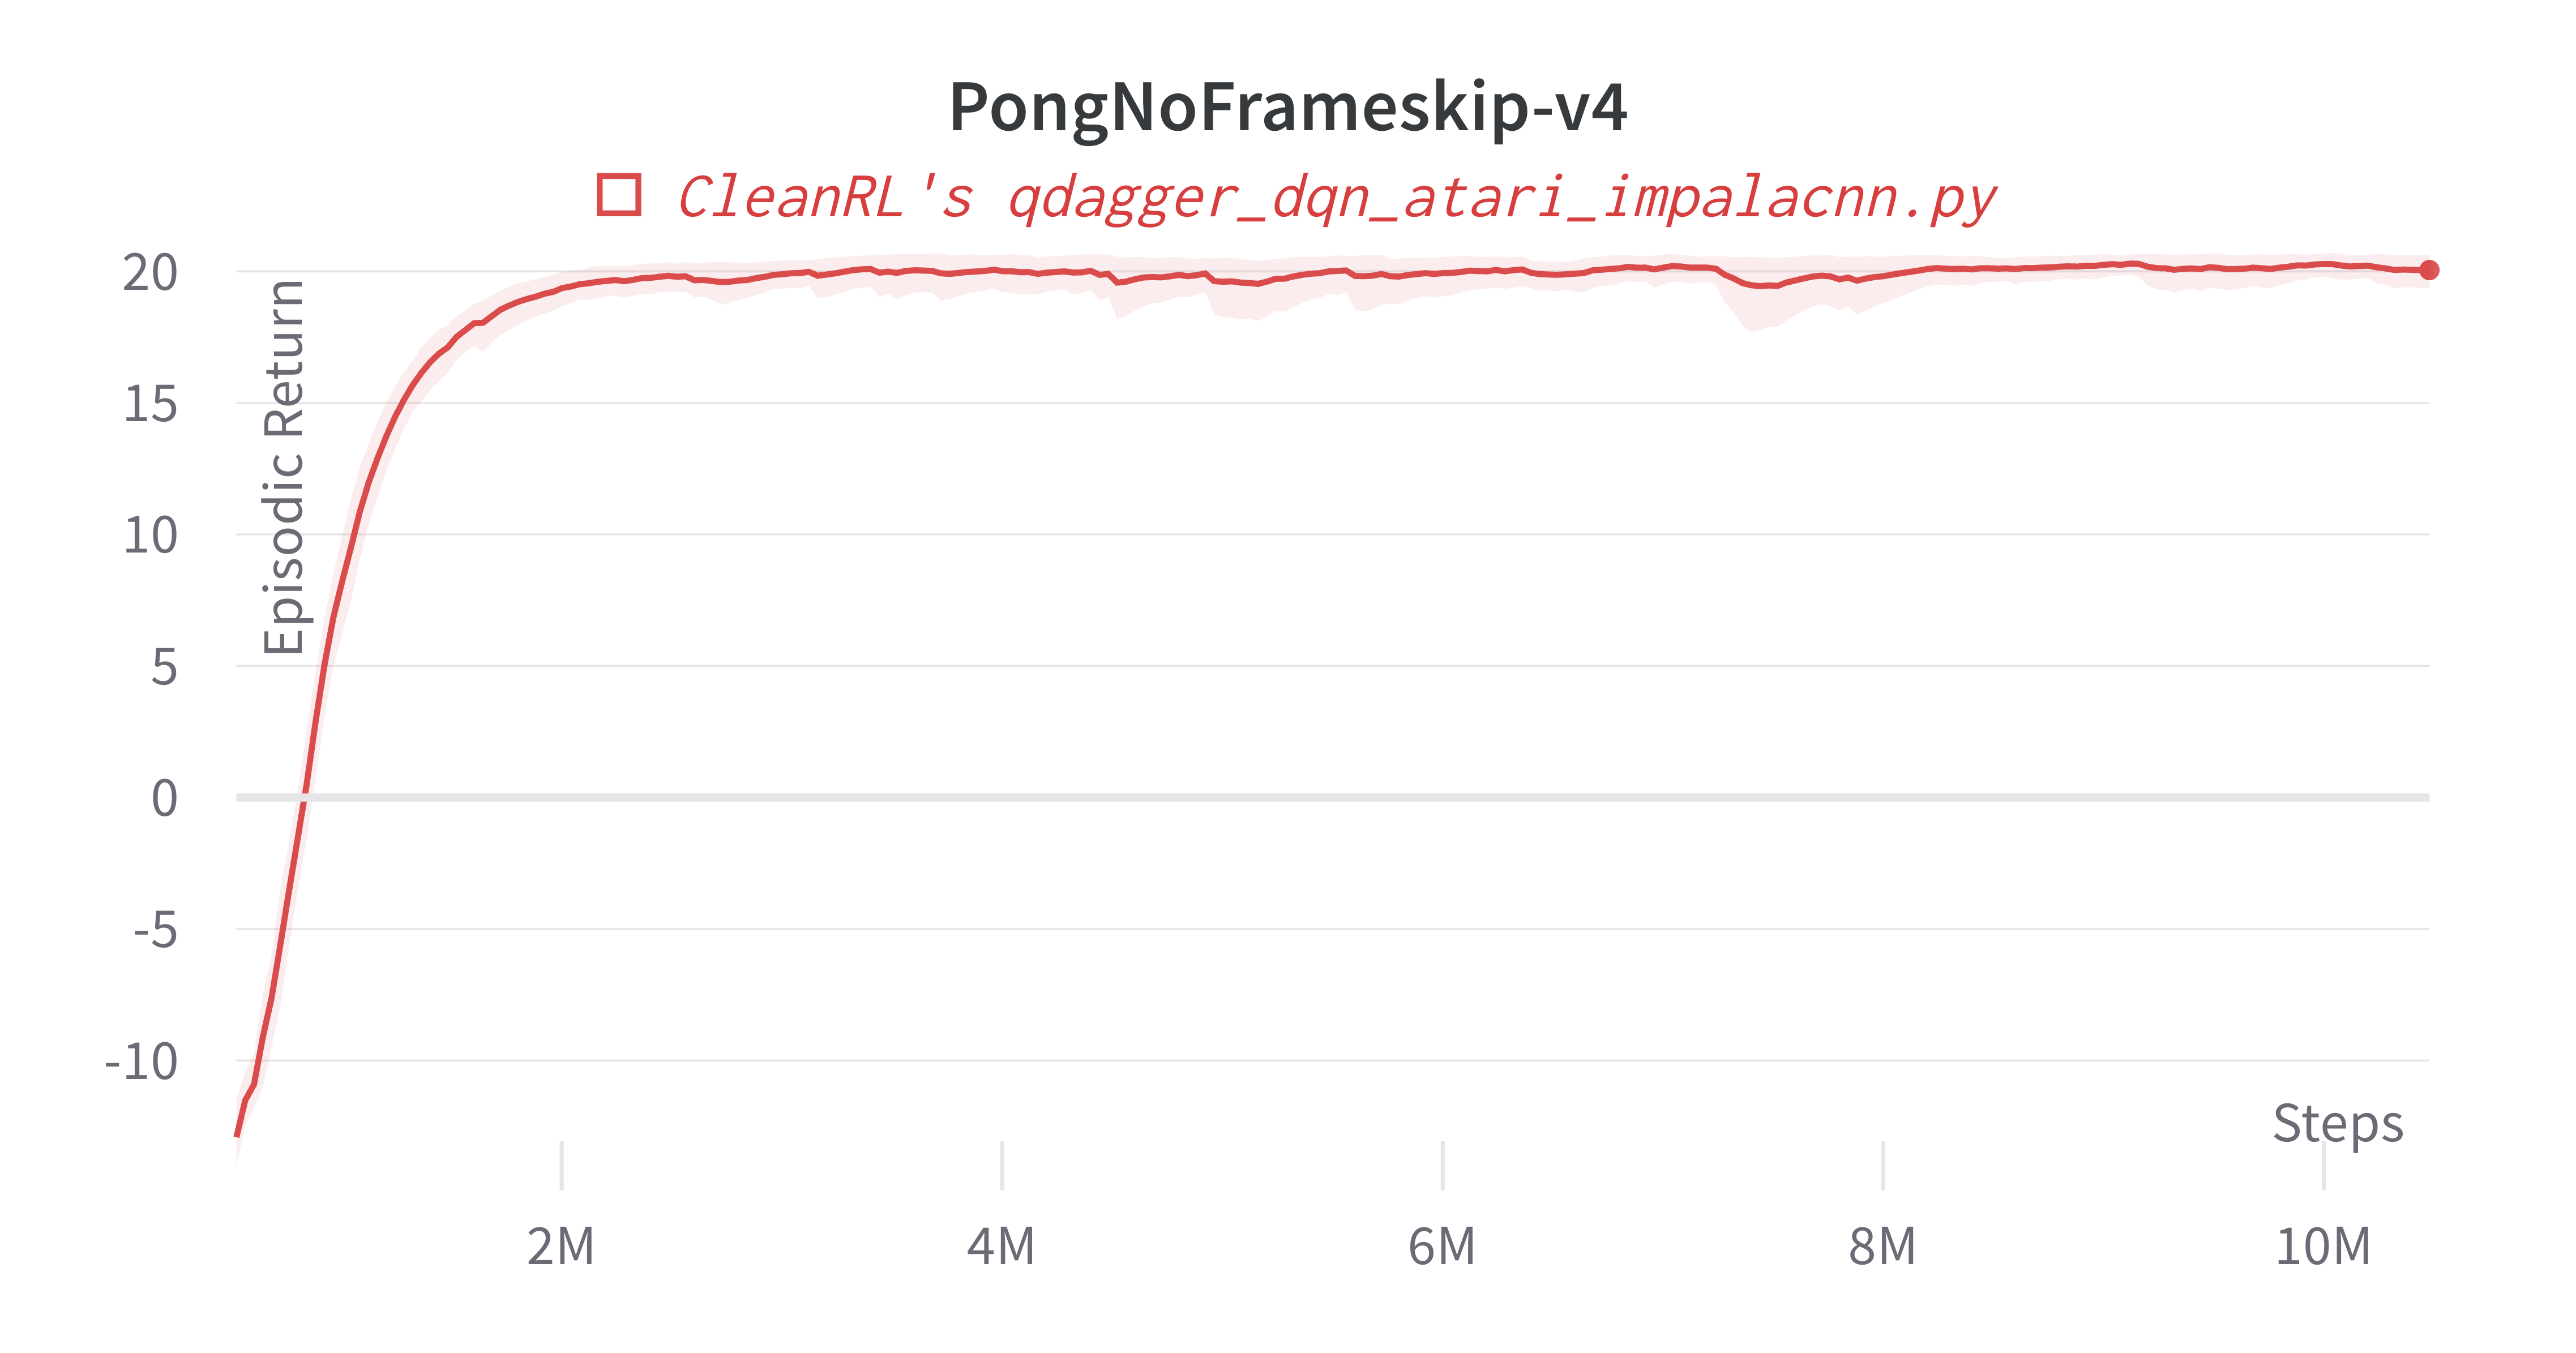 PongNoFrameskip-v4
CleanRL's qdagger_dqn_atari_impalacnn.py
Episodic Return
20
15
10
5
0
-5
-10
Steps
2M 4M 6M 8M 10M